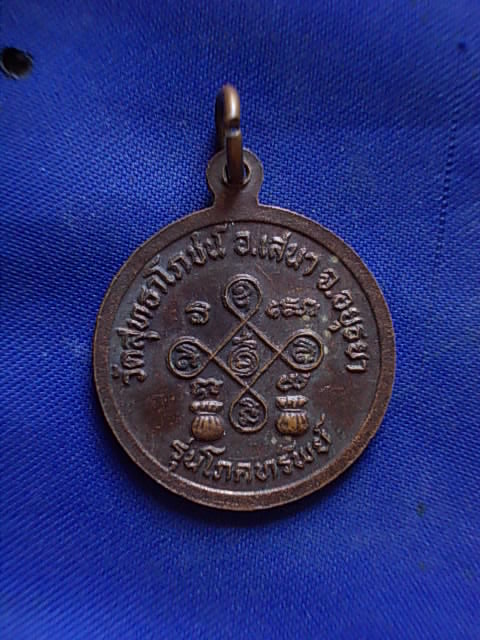 วัดสุทธาโภชน์ อ.เสนา จ.อยุธยา
รุ่นโภคทรัพย์